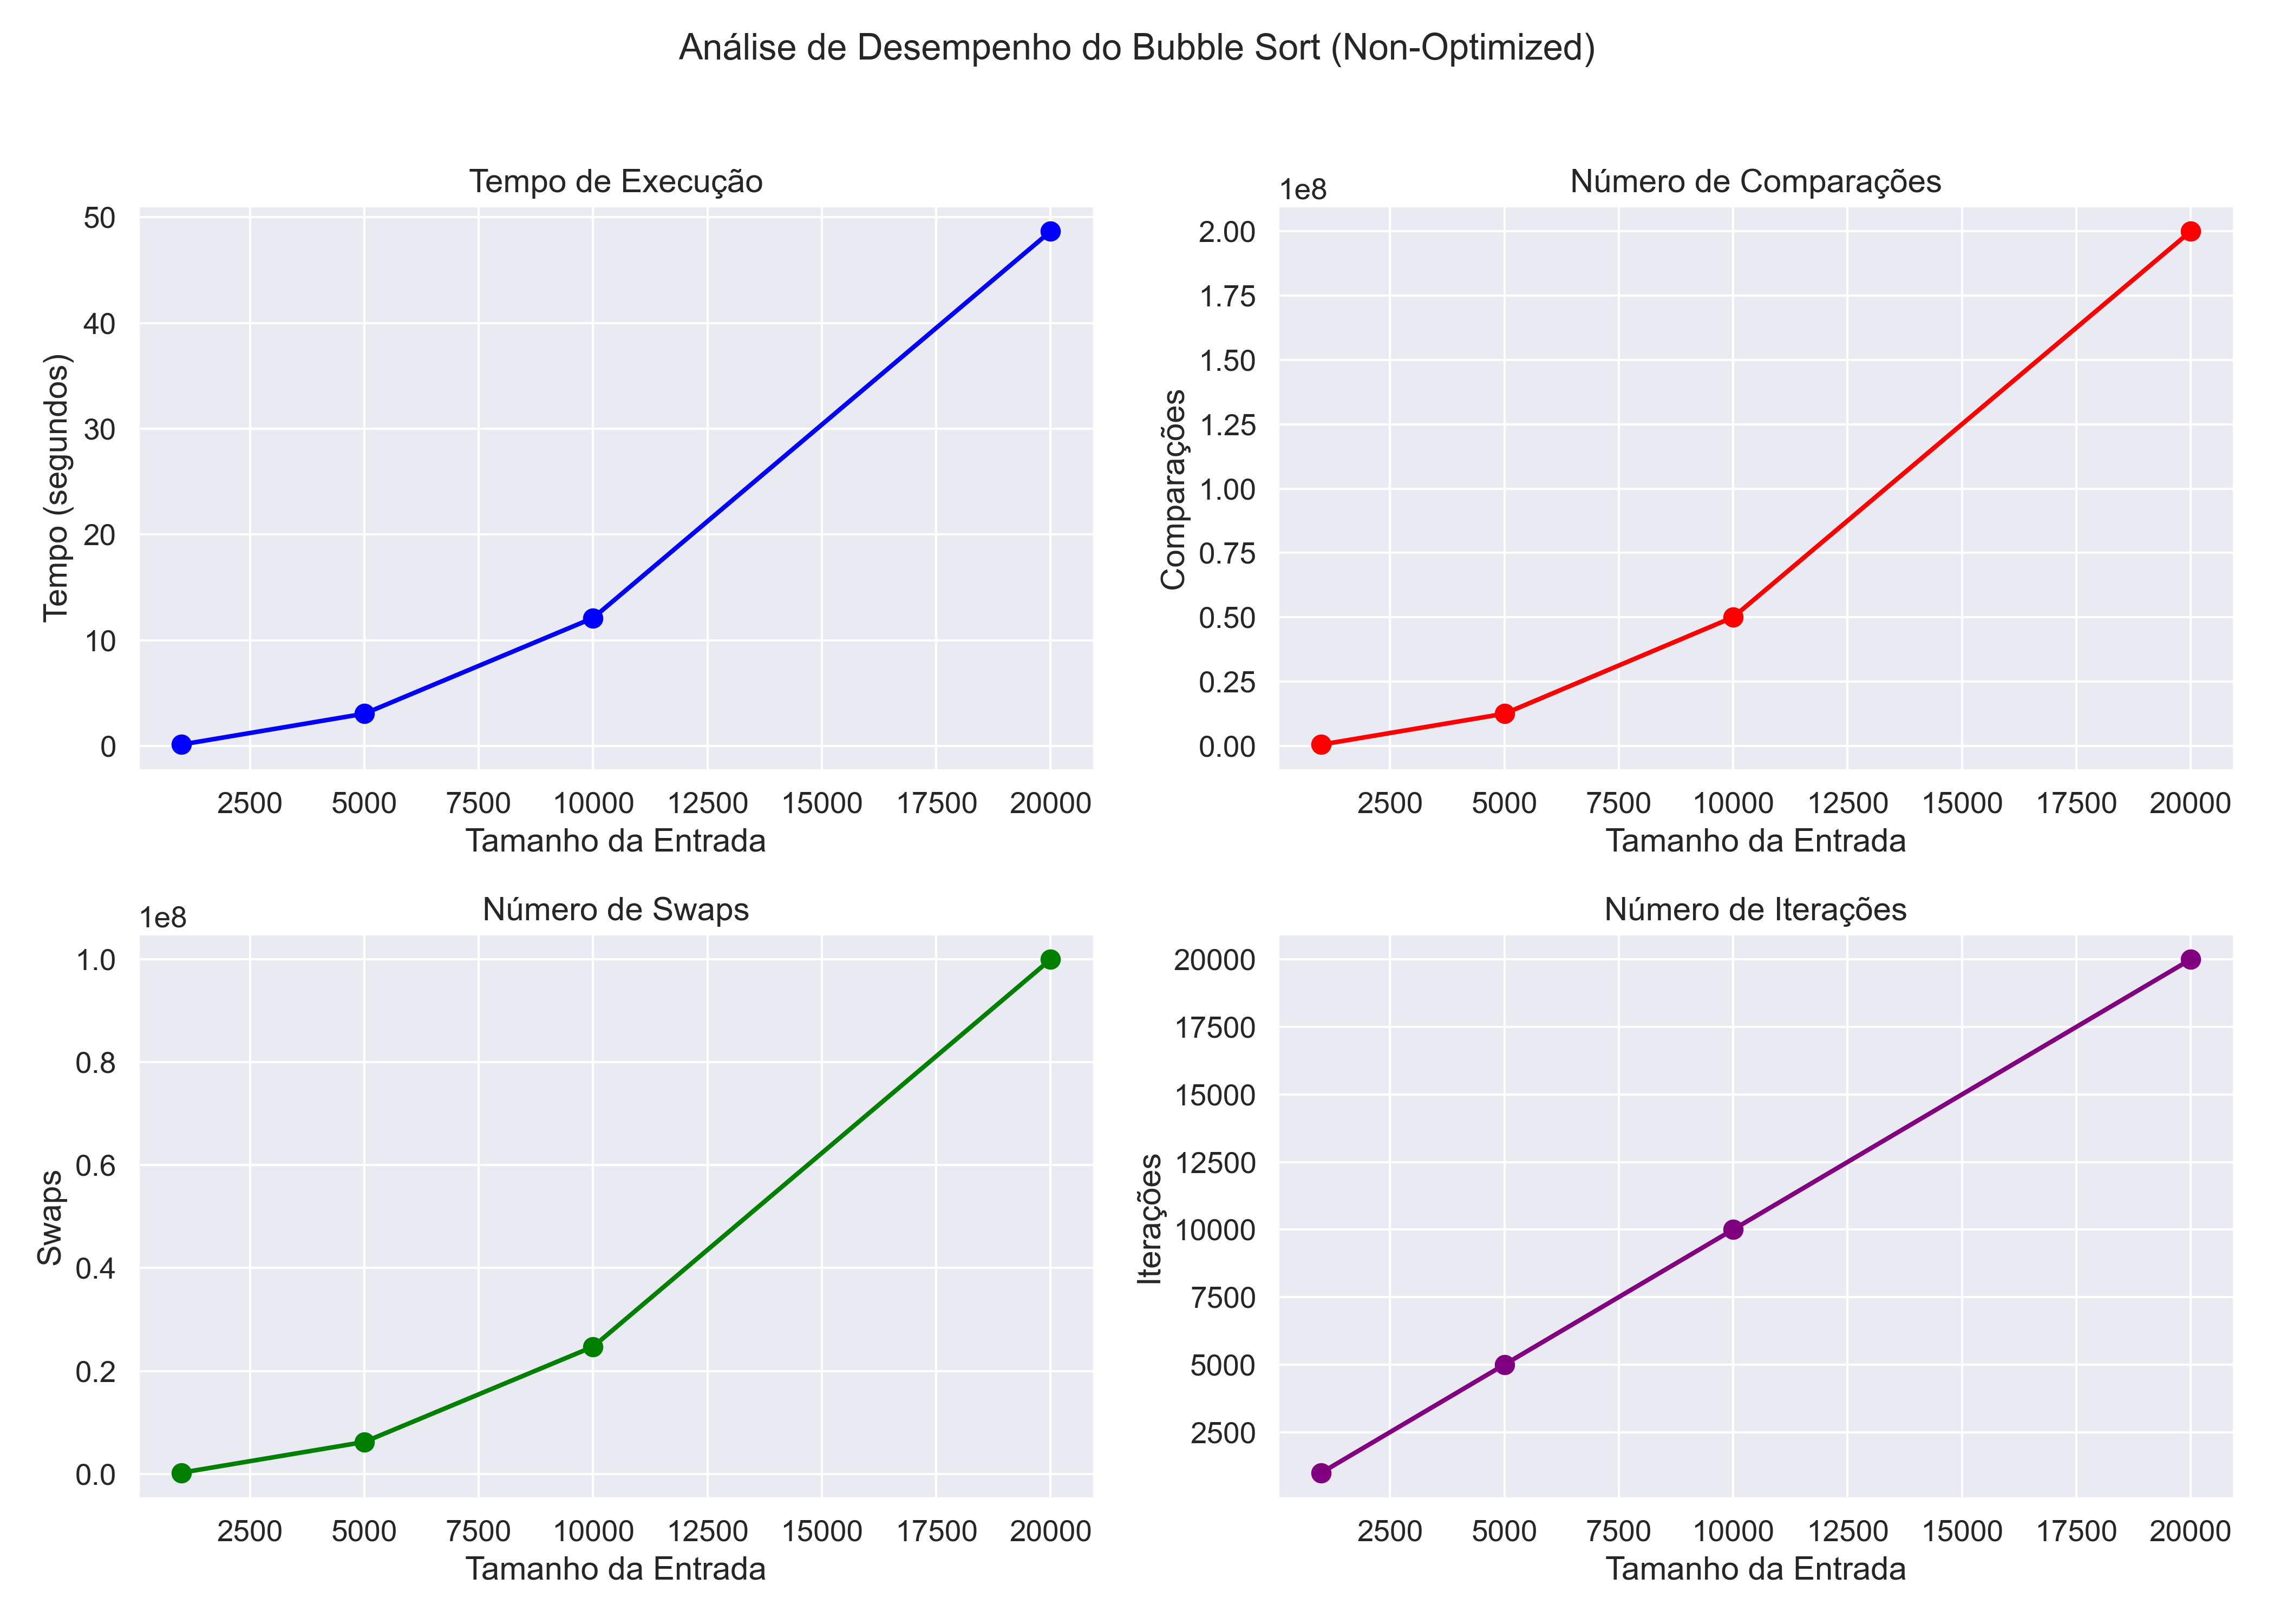 Análise de Desempenho do Bubble Sort (Non-Optimized)
Tempo de Execução
50
40
30
20
10
0
Tempo (segundos)
2500 5000 7500 10000 12500 15000 17500 20000
Tamanho da Entrada
Número de Comparações
1e8
2.00
1.75
1.50
1.25
1.00
0.75
0.50
0.25
0.00
Comparações
2500 5000 7500 10000 12500 15000 17500 20000
Tamanho da Entrada
Número de Swaps
1e8
1.0
0.8
0.6
0.4
0.2
0.0
Swaps
2500 5000 7500 10000 12500 15000 17500 20000
Tamanho da Entrada
Número de Iterações
20000
17500
15000
12500
10000
7500
5000
2500
Iterações
2500 5000 7500 10000 12500 15000 17500 20000
Tamanho da Entrada